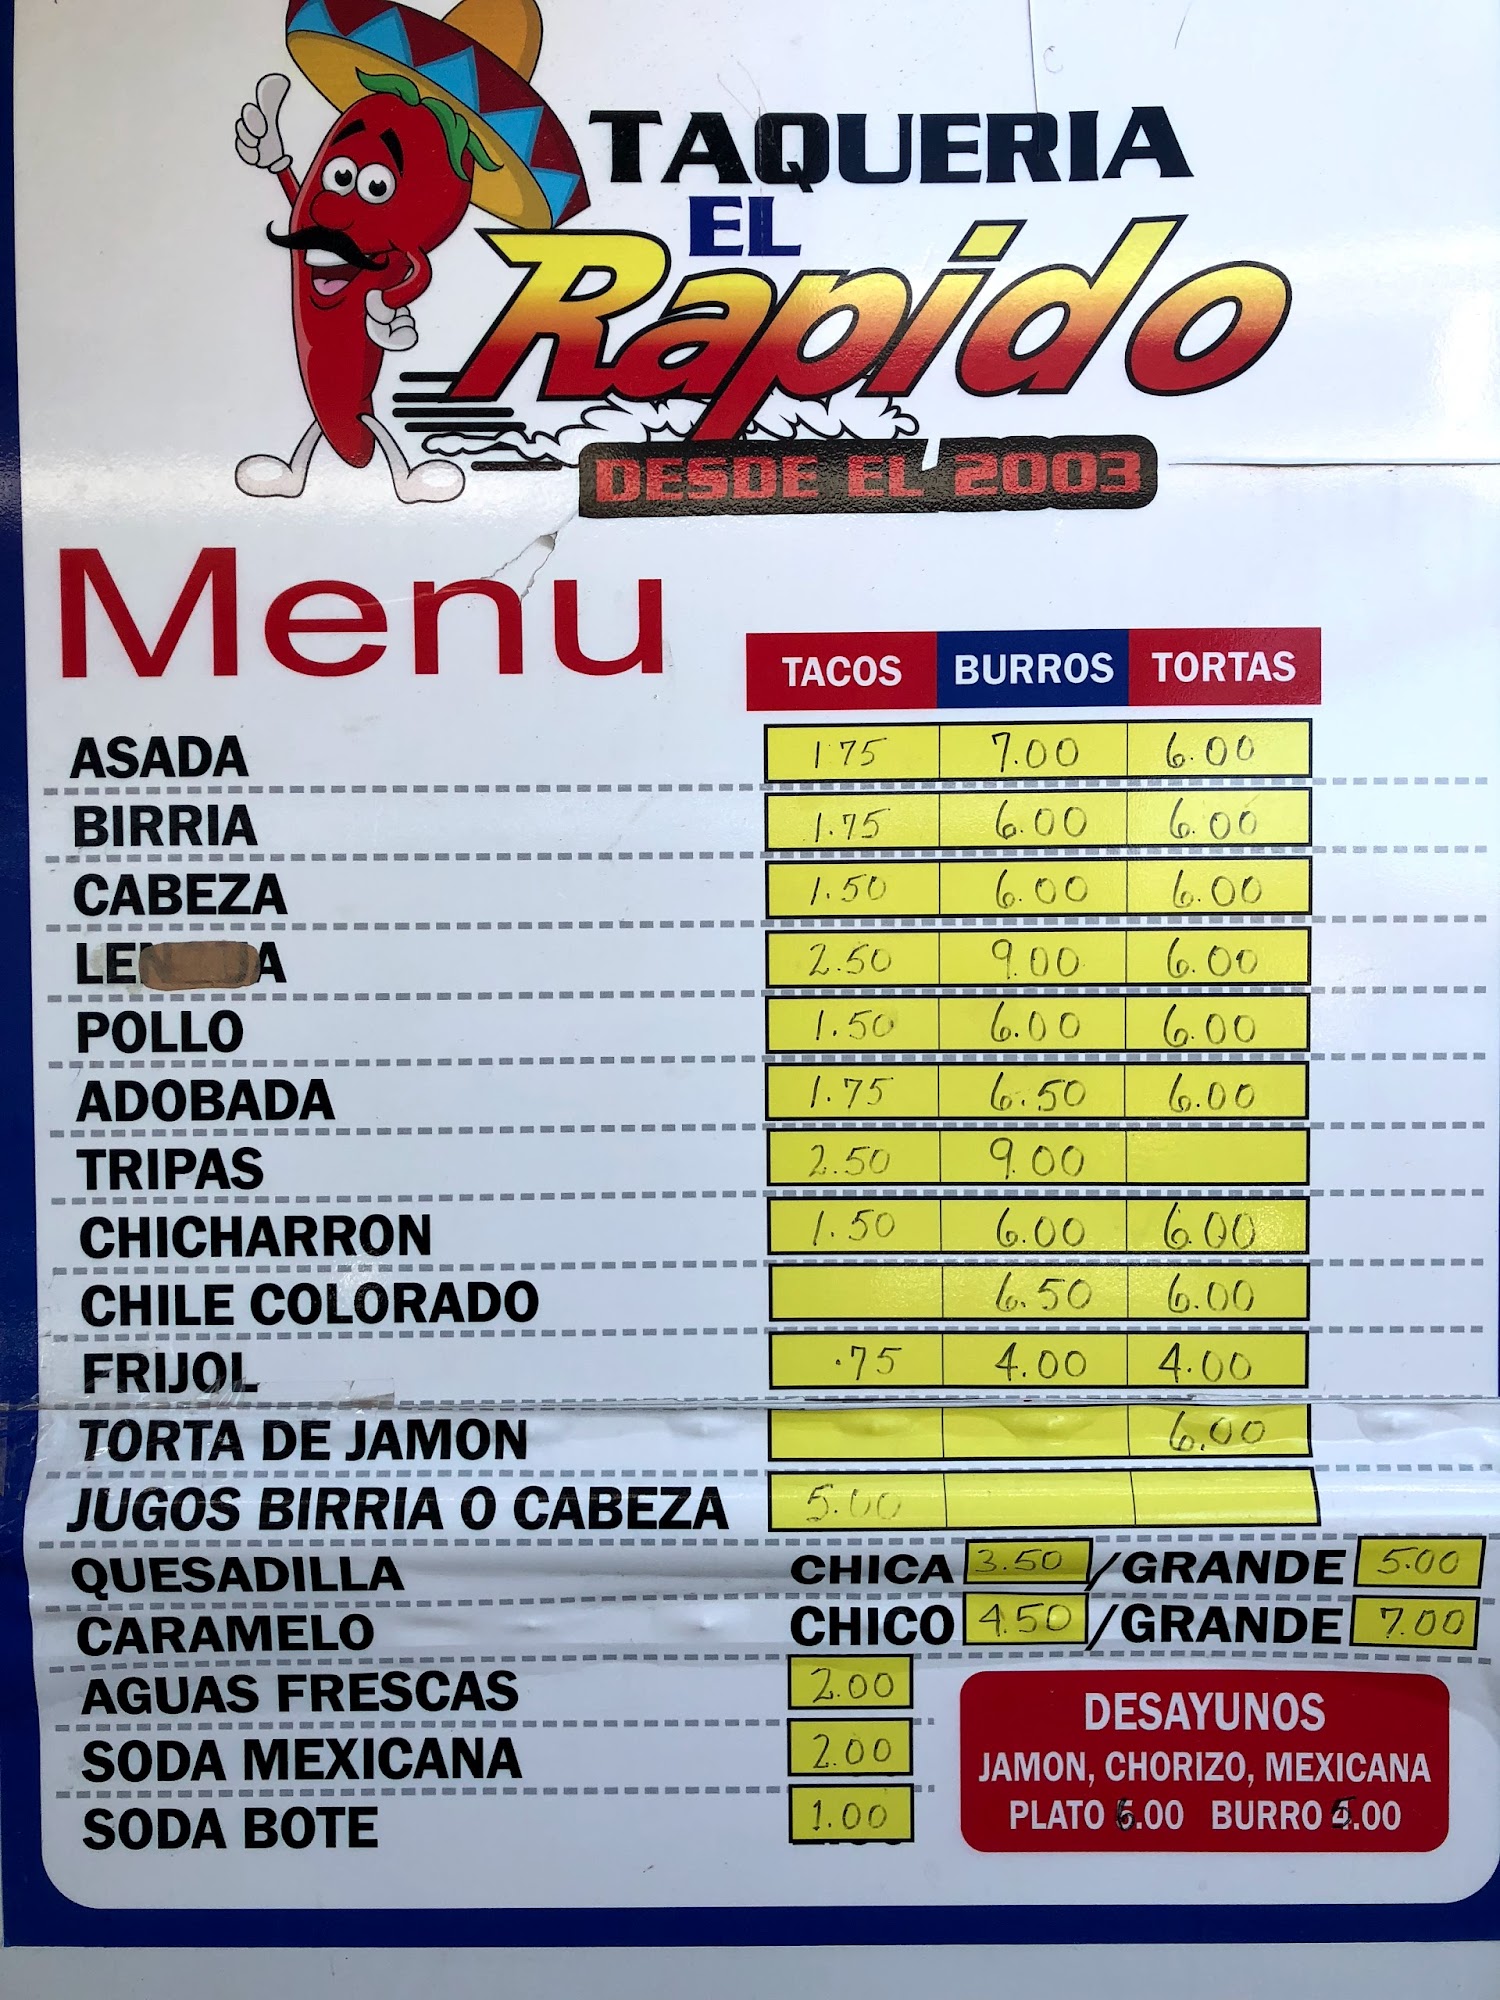 TAQUERIA
EL
Rapido
DESDE EL 2003
Menu
TACOS BURROS TORTAS
ASADA 1.75 7.00 6.00
BIRRIA 1.75 6.00 6.00
CABEZA 1.50 6.00 6.00
2.50 9.00 6.00
POLLO 1.50 6.00 6.00
ADOBADA 1.75 6.50 6.00
TRIPAS 2.50 9.00
CHICHARRON 1.50 6.00 6.00
CHILE COLORADO 6.50 6.00
FRIJOL .75 4.00 4.00
TORTA DE JAMON 6.00
JUGOS BIRRIA O CABEZA 5.00
QUESADILLA CHICA 3.50 / GRANDE 5.00
CARAMELO CHICO 4.50 / GRANDE 7.00
AGUAS FRESCAS 2.00
SODA MEXICANA 2.00
SODA BOTE 1.00
DESAYUNOS
JAMON, CHORIZO, MEXICANA
PLATO 6.00 BURRO 5.00